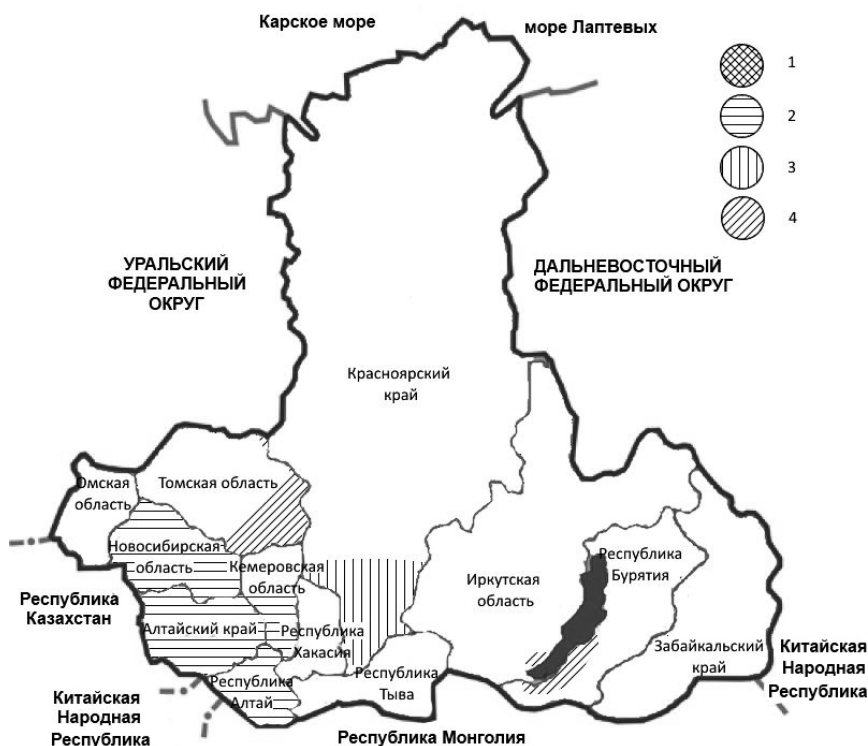 Карское море
море Лаптевых
1
2
3
4
УРАЛЬСКИЙ
ФЕДЕРАЛЬНЫЙ
ОКРУГ
ДАЛЬНЕВОСТОЧНЫЙ
ФЕДЕРАЛЬНЫЙ ОКРУГ
Красноярский
край
Омская
область
Томская область
Новосибирская
область
Кемеровская
область
Иркутская
область
Республика
Бурятия
Республика
Казахстан
Алтайский край
Республика
Хакасия
Забайкальский
край
Китайская
Народная
Республика
Республика
Алтай
Республика
Тыва
Китайская
Народная
Республика
Республика Монголия